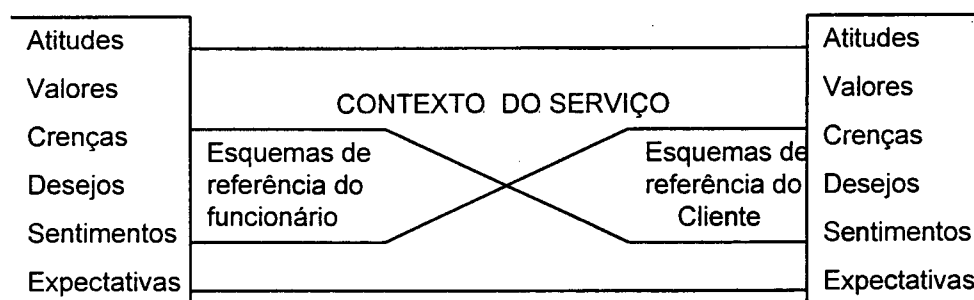 Atitudes
Valores
Crenças
Desejos
Sentimentos
Expectativas
CONTEXTO DO SERVIÇO
Esquemas de
referência do
funcionário
Esquemas de
referência do
Cliente
Atitudes
Valores
Crenças
Desejos
Sentimentos
Expectativas